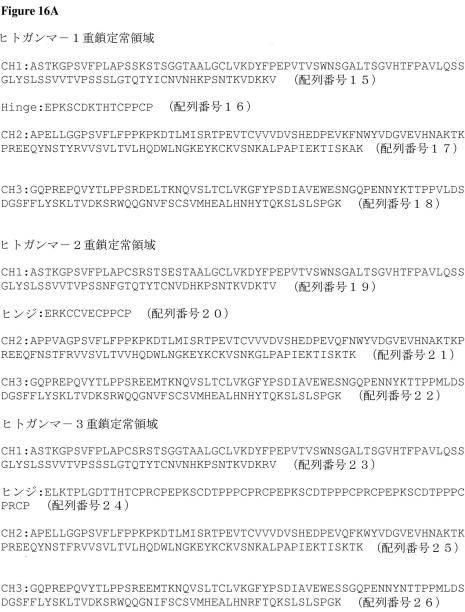 Figure 16A
ヒトガンマ－１重鎖定常領域
CH1:ASTKGPSVFPLAPSSKSTSGGTAALGCLVKDYFPEPVTVSWNSGALTSGVHTFPAVLQSS
GLYSLSSVVTVPSSSLGTQTYICNVNHKPSNTKVDKKV （配列番号１５）
Hinge:EPKSCDKTHTCPPCP （配列番号１６）
CH2:APELLGGPSVFLFPPKPKDTLMISRTPEVTCVVVDVSHEDPEVKFNWYVDGVEVHNAKTK
PREEQYNSTYRVVSVLTVLHQDWLNGKEYKCKVSNKALPAPIEKTISKAK （配列番号１７）
CH3:GQPREPQVYTLPPSRDELTKNQVSLTCLVKGFYPSDIAVEWESNGQPENNYKTTPPVLDS
DGSFFLYSKLTVDKSRWQQGNVFSCSVMHEALHNHYTQKSLSLSPGK （配列番号１８）
ヒトガンマ－２重鎖定常領域
CH1:ASTKGPSVFPLAPCSRSTSESTAALGCLVKDYFPEPVTVSWNSGALTSGVHTFPAVLQSS
GLYSLSSVVTVPSSNFGTQTYTCNVDHKPSNTKVDKTV （配列番号１９）
ヒンジ:ERKCCVECPPCP （配列番号２０）
CH2:APPVAGPSVFLFPPKPKDTLMISRTPEVTCVVVDVSHEDPEVQFNWYVDGVEVHNAKTKP
REEQFNSTFRVVSVLTVVHQDWLNGKEYKCKVSNKGLPAPIEKTISKTK （配列番号２１）
CH3:GQPREPQVYTLPPSREEMTKNQVSLTCLVKGFYPSDIAVEWESNGQPENNYKTTPPMLDS
DGSFFLYSKLTVDKSRWQQGNVFSCSVMHEALHNHYTQKSLSLSPGK （配列番号２２）
ヒトガンマ－３重鎖定常領域
CH1:ASTKGPSVFPLAPCSRSTSGGTAALGCLVKDYFPEPVTVSWNSGALTSGVHTFPAVLQSS
GLYSLSSVVTVPSSSLGTQTYTCNVNHKPSNTKVDKRV （配列番号２３）
ヒンジ:ELKTPLGDTTHTCPRCPEPKSCDTPPPCPRCPEPKSCDTPPPCPRCPEPKSCDTPPPC
PRCP （配列番号２４）
CH2:APELLGGPSVFLFPPKPKDTLMISRTPEVTCVVVDVSHEDPEVQFKWYVDGVEVHNAKTK
PREEQYNSTFRVVSVLTVLHQDWLNGKEYKCKVSNKALPAPIEKTISKTK （配列番号２５）
CH3:GQPREPQVYTLPPSREEMTKNQVSLTCLVKGFYPSDIAVEWESSGQPENNYNTTPPMLDS
DGSFFLYSKLTVDKSRWQQGNIFSCSVMHEALHNRFTQKSLSLSPGK （配列番号２６）